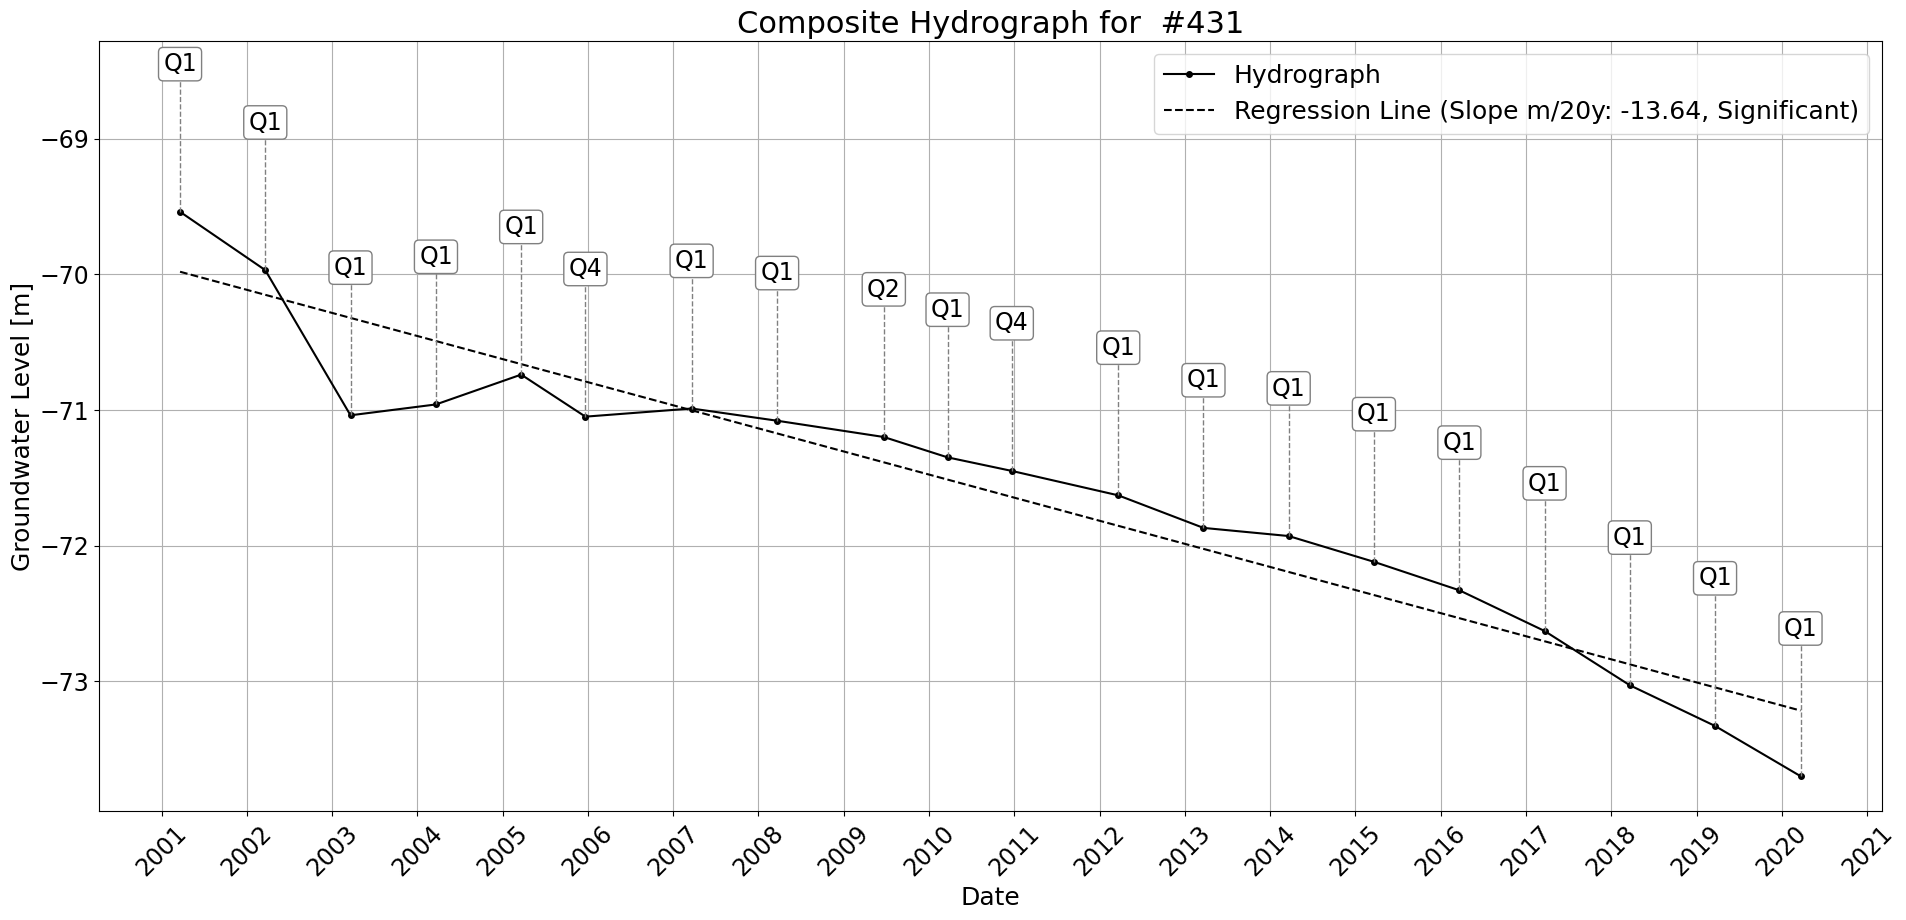 Composite Hydrograph for  #431
Hydrograph
Regression Line (Slope m/20y: -13.64, Significant)
Q1
Q1
Q1
Q1
Q1
Q4
Q1
Q1
Q2
Q1
Q4
Q1
Q1
Q1
Q1
Q1
Q1
Q1
Q1
Q1
Groundwater Level [m]
−69
−70
−71
−72
−73
2001
2002
2003
2004
2005
2006
2007
2008
2009
2010
2011
2012
2013
2014
2015
2016
2017
2018
2019
2020
2021
Date